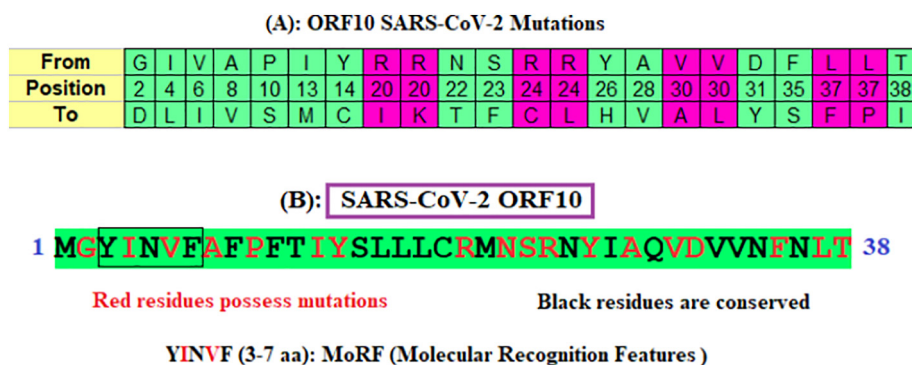 (A): ORF10 SARS-CoV-2 Mutations
From G I V A P I Y R R N S R R Y A V V D F L L T
Position 2 4 6 8 10 13 14 20 20 22 23 24 24 26 28 30 30 31 35 37 37 38
To D L I V S M C I K T F C L H V A L Y S F P I
(B): SARS-CoV-2 ORF10
1 MGYINVFAFPFTIYSLLLCRMNSRNYIAQVDVVNFNLT 38
Red residues possess mutations Black residues are conserved
YINVF (3-7 aa): MoRF (Molecular Recognition Features )